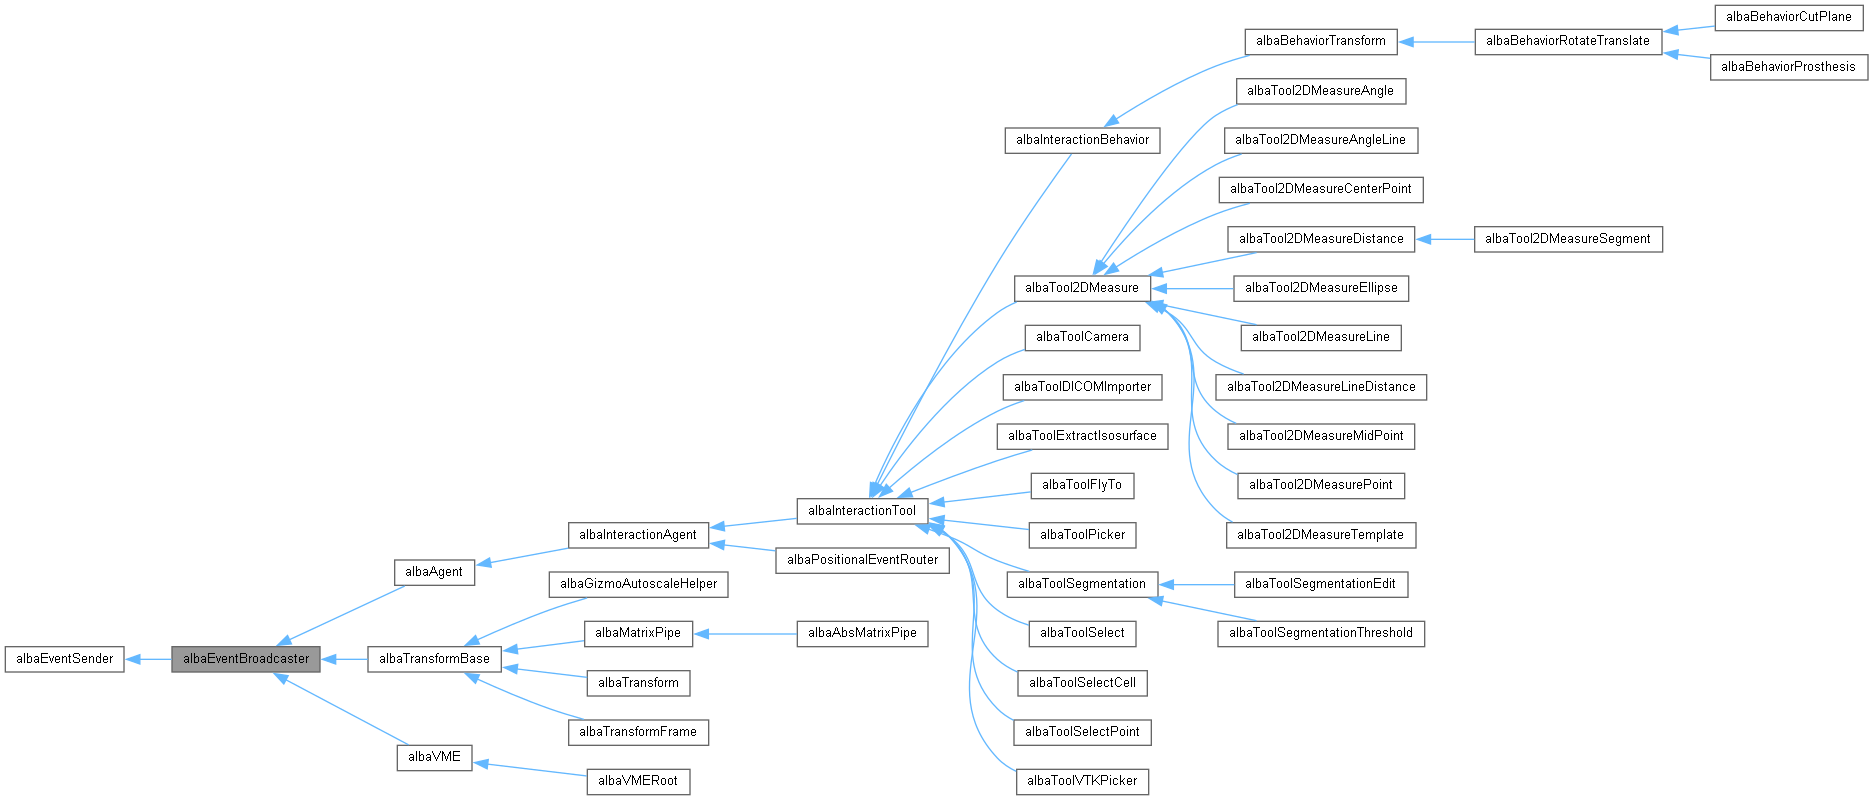 albaBehaviorCutPlane
albaBehaviorTransform
albaBehaviorRotateTranslate
albaBehaviorProsthesis
albaTool2DMeasureAngle
albaInteractionBehavior
albaTool2DMeasureAngleLine
albaTool2DMeasureCenterPoint
albaTool2DMeasureDistance
albaTool2DMeasureSegment
albaTool2DMeasure
albaTool2DMeasureEllipse
albaToolCamera
albaTool2DMeasureLine
albaToolDICOMImporter
albaTool2DMeasureLineDistance
albaToolExtractIsosurface
albaTool2DMeasureMidPoint
albaToolFlyTo
albaTool2DMeasurePoint
albaInteractionTool
albaInteractionAgent
albaToolPicker
albaTool2DMeasureTemplate
albaPositionalEventRouter
albaAgent
albaGizmoAutoscaleHelper
albaToolSegmentation
albaToolSegmentationEdit
albaMatrixPipe
albaAbsMatrixPipe
albaToolSelect
albaToolSegmentationThreshold
albaEventSender
albaEventBroadcaster
albaTransformBase
albaTransform
albaToolSelectCell
albaTransformFrame
albaToolSelectPoint
albaVME
albaVMERoot
albaToolVTKPicker